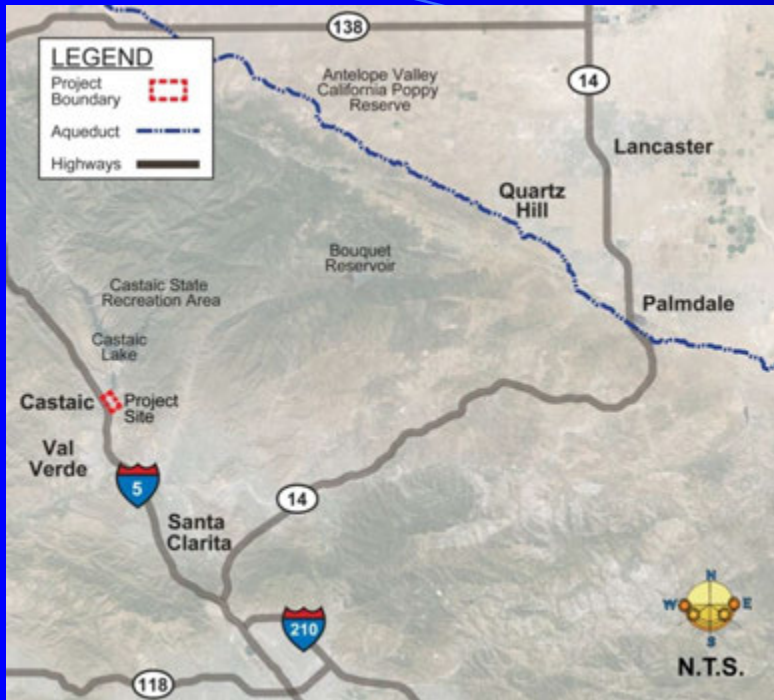 138
LEGEND
Project
Boundary
Aqueduct
Highways
Antelope Valley
California Poppy
Reserve
14
Lancaster
Quartz
Hill
Bouquet
Reservoir
Castaic State
Recreation Area
Palmdale
Castaic
Lake
Castaic
Project
Site
Val
Verde
5
14
Santa
Clarita
N
W
E
S
210
N.T.S.
118